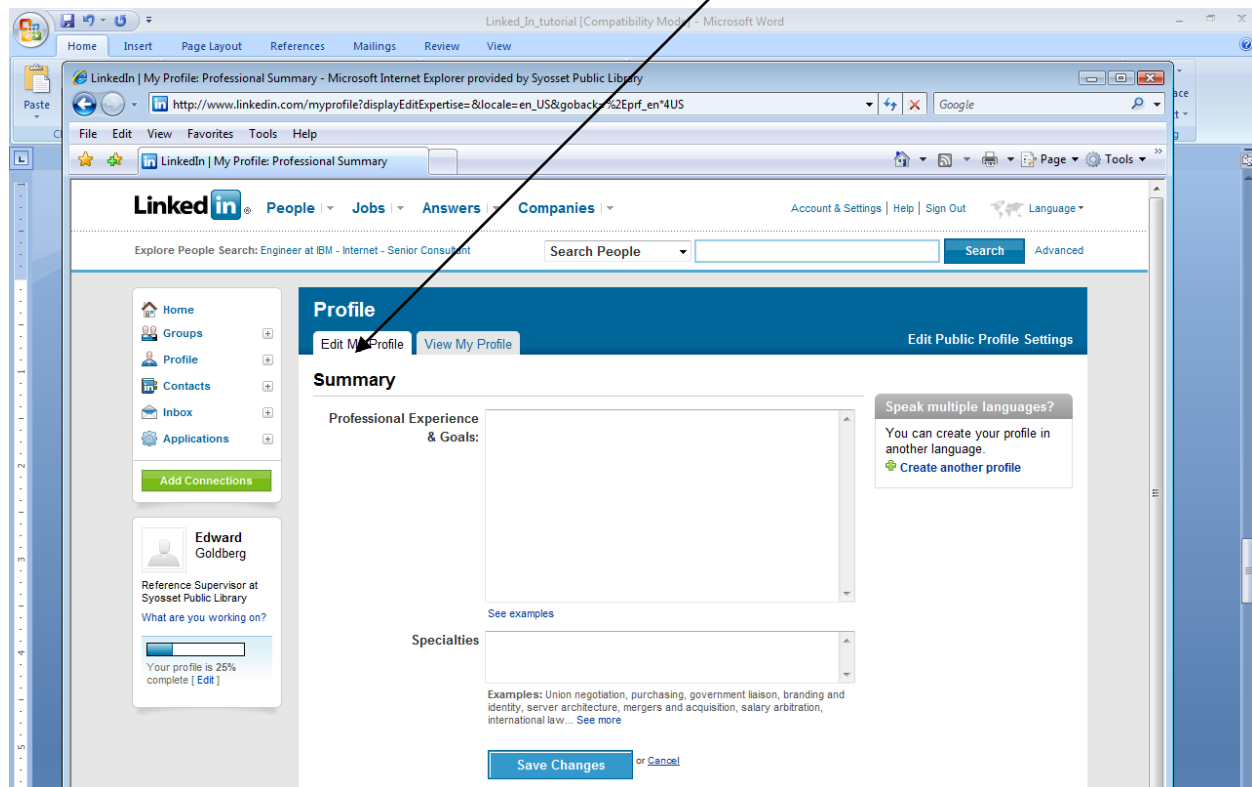 Linked_In_tutorial [Compatibility Mode] - Microsoft Word
Home Insert Page Layout References Mailings Review View
Paste
LinkedIn | My Profile: Professional Summary - Microsoft Internet Explorer provided by Syosset Public Library
http://www.linkedin.com/myprofile?displayEditExpertise=&locale=en_US&goback=%2Eprf_en*4US
Google
File Edit View Favorites Tools Help
LinkedIn | My Profile: Professional Summary
Page Tools
Linked in ® People Jobs Answers Companies
Account & Settings | Help | Sign Out Language
Explore People Search: Engineer at IBM - Internet - Senior Consultant
Search People Search Advanced
Home
Groups
Profile
Contacts
Inbox
Applications
Add Connections
Edward
Goldberg
Reference Supervisor at
Syosset Public Library
What are you working on?
Your profile is 25%
complete [ Edit ]
Profile
Edit My Profile View My Profile
Edit Public Profile Settings
Summary
Professional Experience
& Goals:
See examples
Specialties
Examples: Union negotiation, purchasing, government liaison, branding and
identity, server architecture, mergers and acquisition, salary arbitration,
international law... See more
Save Changes or Cancel
Speak multiple languages?
You can create your profile in
another language.
Create another profile